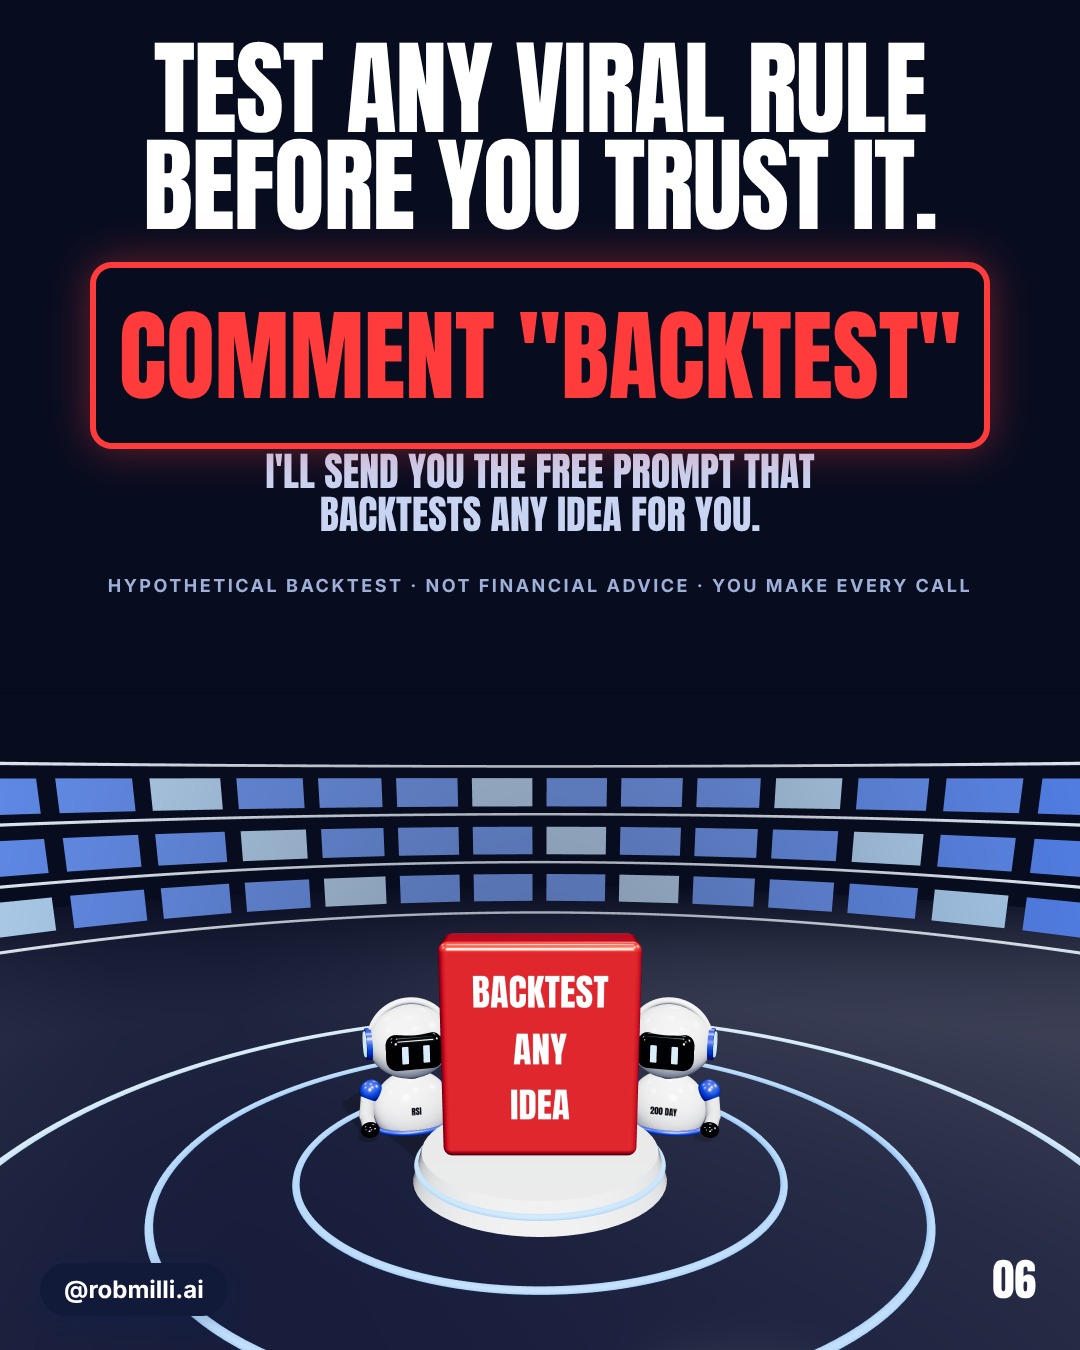 TEST ANY VIRAL RULE
BEFORE YOU TRUST IT.
COMMENT "BACKTEST"
I'LL SEND YOU THE FREE PROMPT THAT
BACKTESTS ANY IDEA FOR YOU.
HYPOTHETICAL BACKTEST · NOT FINANCIAL ADVICE · YOU MAKE EVERY CALL
BACKTEST
ANY
IDEA
RSI
200 DAY
@robmilli.ai
06